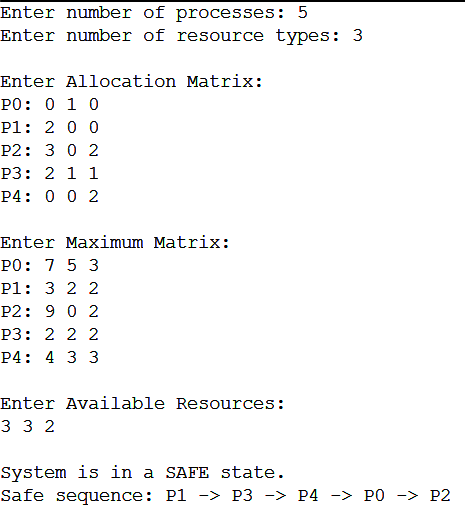 Enter number of processes: 5
Enter number of resource types: 3
Enter Allocation Matrix:
P0: 0 1 0
P1: 2 0 0
P2: 3 0 2
P3: 2 1 1
P4: 0 0 2
Enter Maximum Matrix:
P0: 7 5 3
P1: 3 2 2
P2: 9 0 2
P3: 2 2 2
P4: 4 3 3
Enter Available Resources:
3 3 2
System is in a SAFE state.
Safe sequence: P1 -> P3 -> P4 -> P0 -> P2